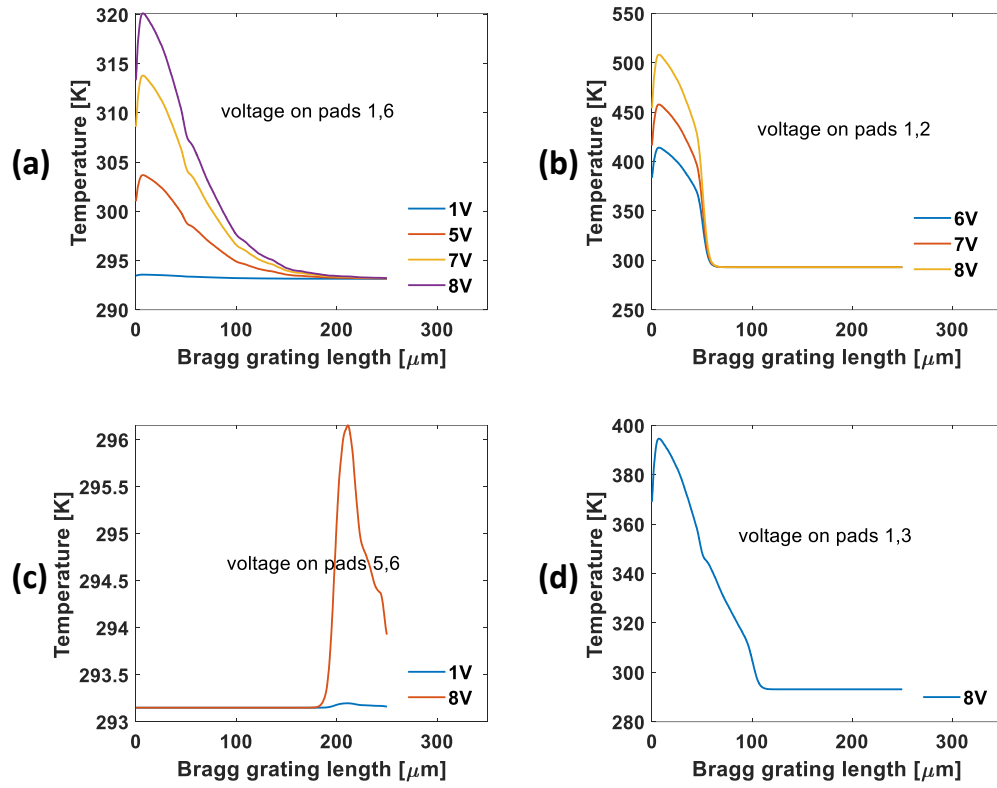 (a)
Temperature [K]
320
315
310
305
300
295
290
voltage on pads 1,6
1V
5V
7V
8V
0 100 200 300
Bragg grating length [μm]
(b)
Temperature [K]
550
500
450
400
350
300
250
voltage on pads 1,2
6V
7V
8V
0 100 200 300
Bragg grating length [μm]
(c)
Temperature [K]
296
295.5
295
294.5
294
293.5
293
voltage on pads 5,6
1V
8V
0 100 200 300
Bragg grating length [μm]
(d)
Temperature [K]
400
380
360
340
320
300
280
voltage on pads 1,3
8V
0 100 200 300
Bragg grating length [μm]